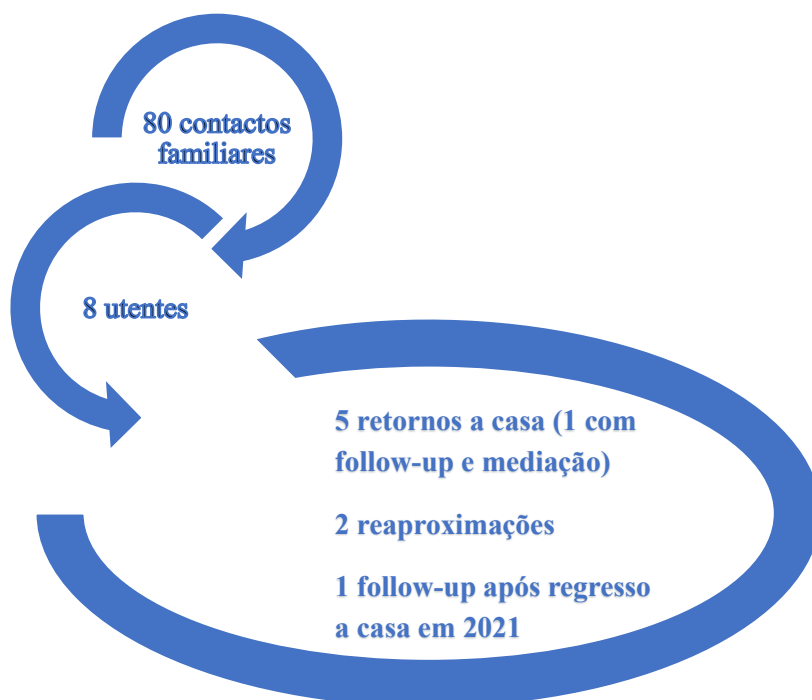 80 contactos
familiares
8 utentes
5 retornos a casa (1 com
follow-up e mediação)
2 reaproximações
1 follow-up após regresso
a casa em 2021